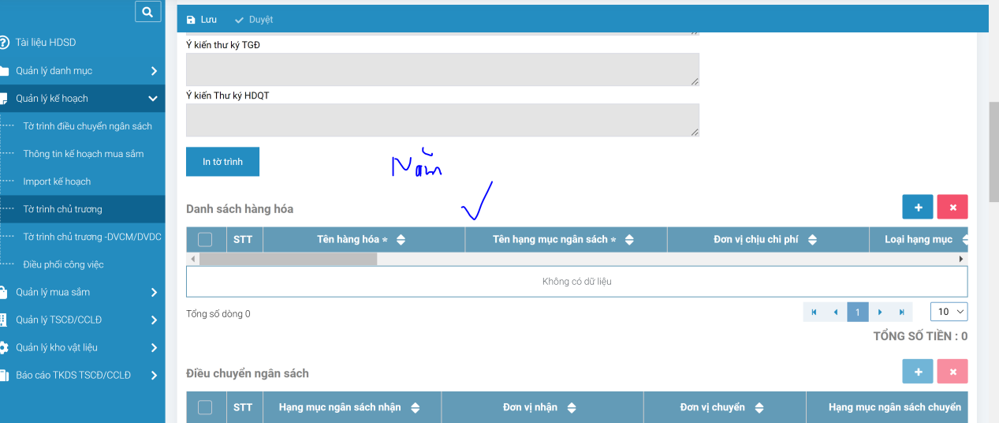 Lưu Duyệt
Tài liệu HDSD
Quản lý danh mục
Quản lý kế hoạch
Tờ trình điều chuyển ngân sách
Thông tin kế hoạch mua sắm
Import kế hoạch
Tờ trình chủ trương
Tờ trình chủ trương -DVCM/DVDC
Điều phối công việc
Quản lý mua sắm
Quản lý TSCĐ/CCLĐ
Quản lý kho vật liệu
Báo cáo TKDS TSCĐ/CCLĐ
Ý kiến thư ký TGĐ
Ý kiến Thư ký HDQT
In tờ trình
Năm
Danh sách hàng hóa
STT Tên hàng hóa * Tên hạng mục ngân sách * Đơn vị chịu chi phí Loại hạng mục
Không có dữ liệu
Tổng số dòng 0 1 10
TỔNG SỐ TIỀN : 0
Điều chuyển ngân sách
STT Hạng mục ngân sách nhận Đơn vị nhận Đơn vị chuyển Hạng mục ngân sách chuyển